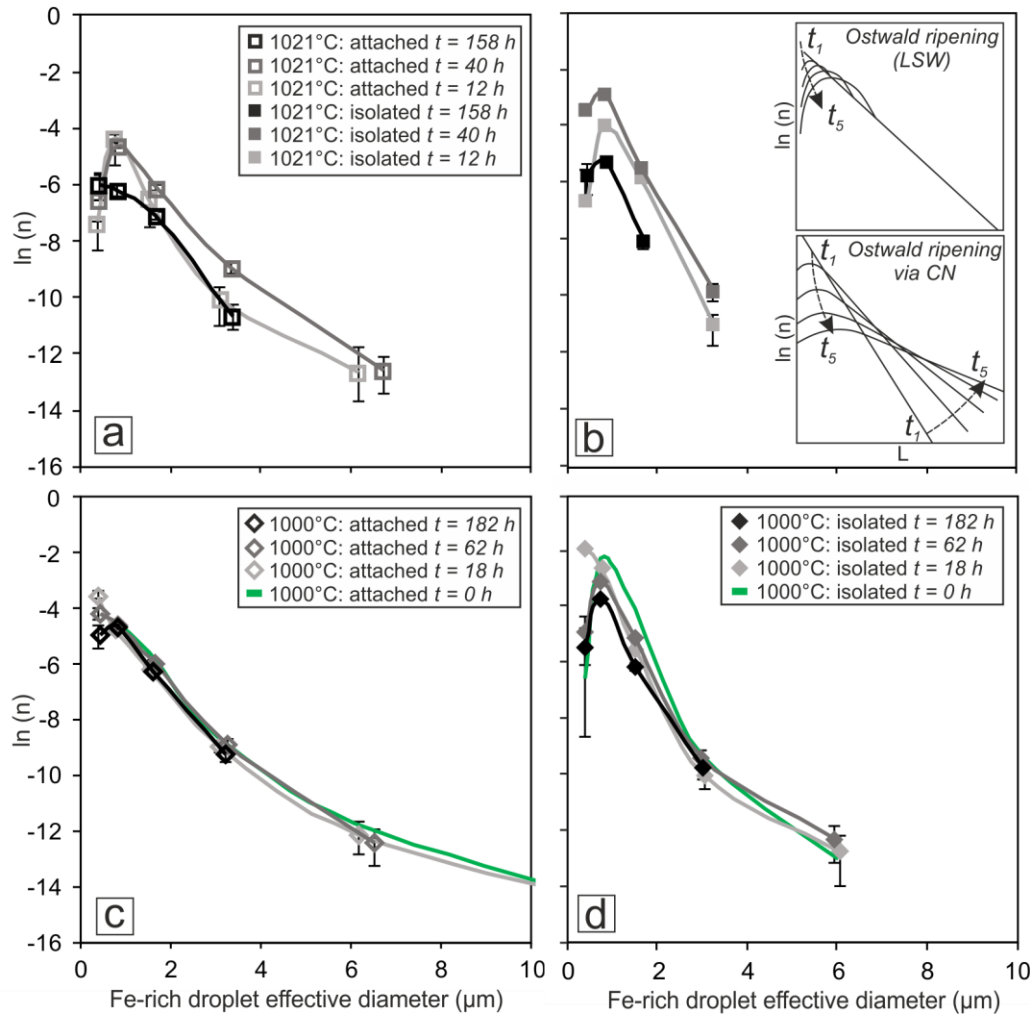 0
-2
-4
-6
-8
-10
-12
-14
-16
ln (n)
1021°C: attached t = 158 h
1021°C: attached t = 40 h
1021°C: attached t = 12 h
1021°C: isolated t = 158 h
1021°C: isolated t = 40 h
1021°C: isolated t = 12 h
a
b
t1
Ostwald ripening
(LSW)
ln (n)
t5
t1
Ostwald ripening
via CN
ln (n)
t5
t5
t1
L
0
-2
-4
-6
-8
-10
-12
-14
-16
ln (n)
1000°C: attached t = 182 h
1000°C: attached t = 62 h
1000°C: attached t = 18 h
1000°C: attached t = 0 h
c
0 2 4 6 8 10
Fe-rich droplet effective diameter (μm)
1000°C: isolated t = 182 h
1000°C: isolated t = 62 h
1000°C: isolated t = 18 h
1000°C: isolated t = 0 h
d
0 2 4 6 8 10
Fe-rich droplet effective diameter (μm)